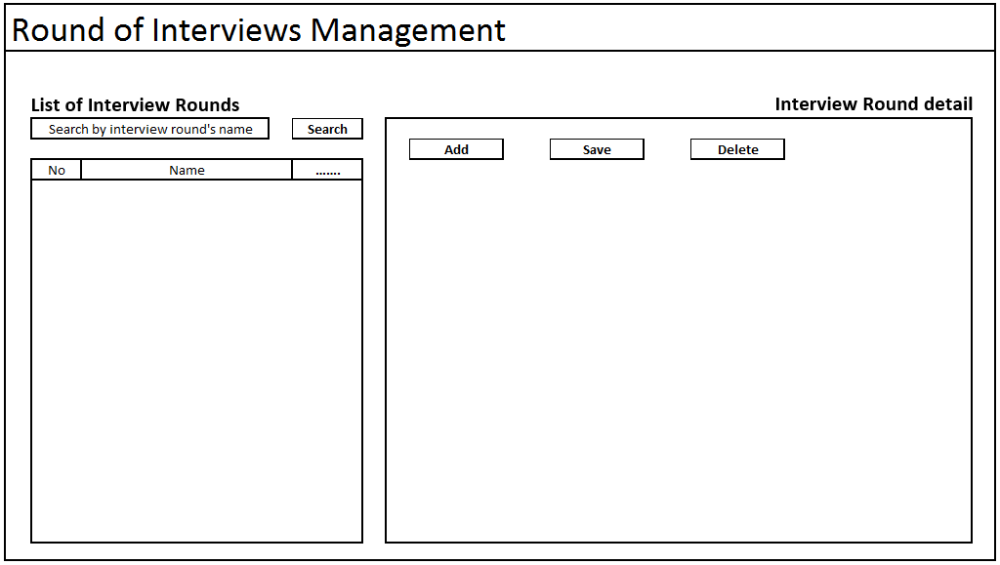 Round of Interviews Management
List of Interview Rounds
Interview Round detail
Search by interview round's name
Search
Add
Save
Delete
No
Name
.......